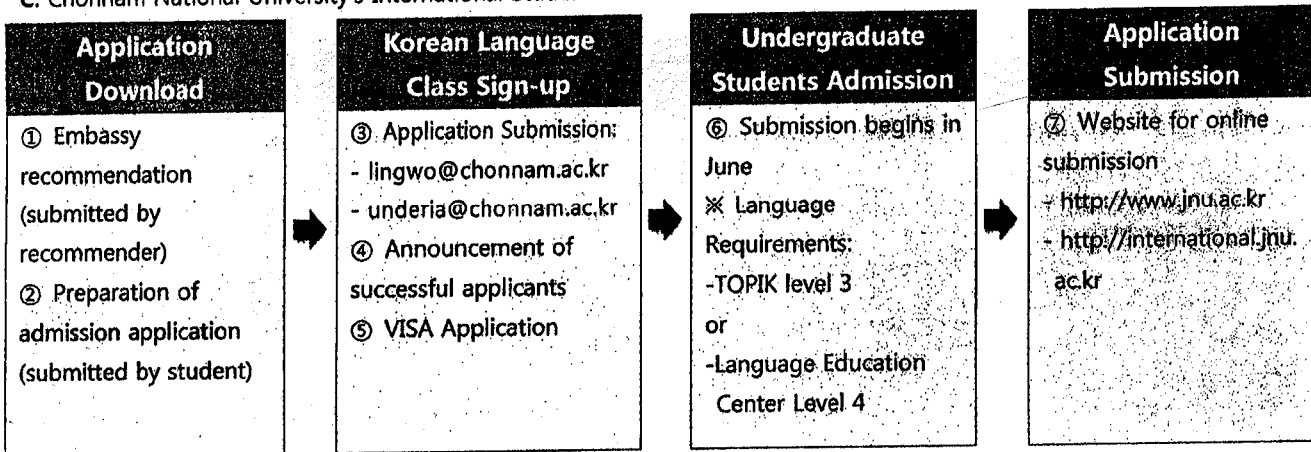 C. Chonnam National University's International
Application
Download
① Embassy
recommendation
(submitted by
recommender)
② Preparation of
admission application
(submitted by student)
Korean Language
Class Sign-up
③ Application Submission:
- lingwo@chonnam.ac.kr
- underia@chonnam.ac.kr
④ Announcement of
successful applicants
⑤ VISA Application
Undergraduate
Students Admission
⑥ Submission begins in
June
※ Language
Requirements:
-TOPIK level 3
or
-Language Education
Center Level 4
Application
Submission
⑦ Website for online
submission
- http://www.jnu.ac.kr
- http://international.jnu.
ac.kr